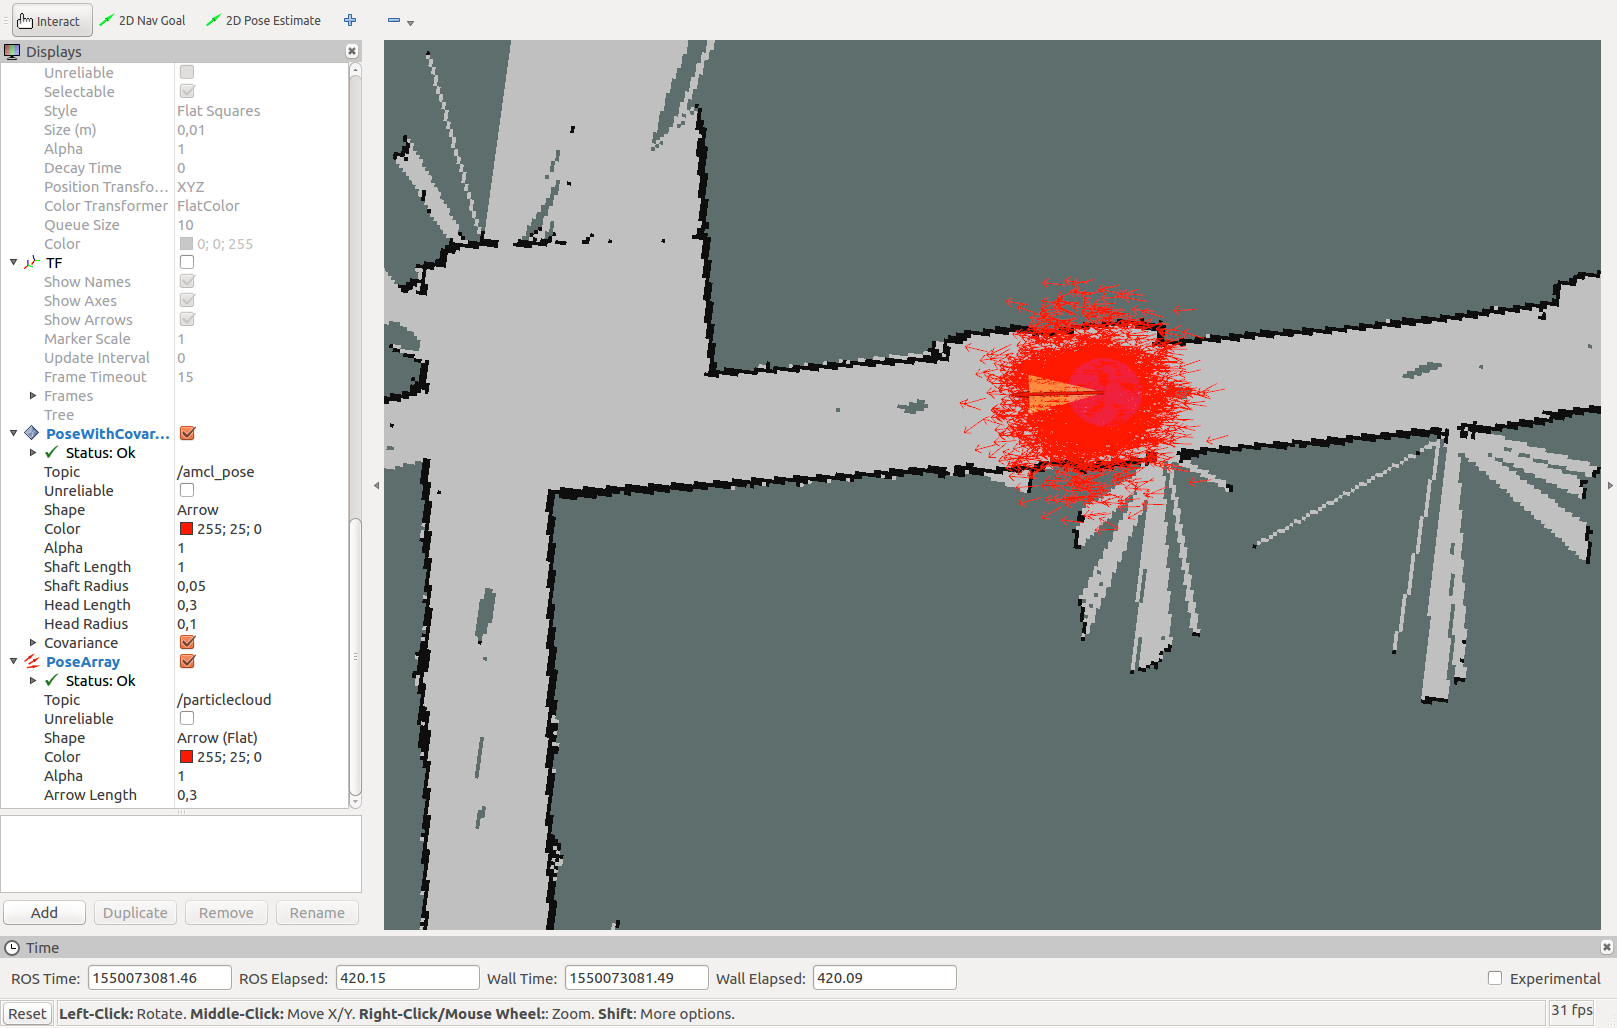 Interact 2D Nav Goal 2D Pose Estimate
Displays
Unreliable
Selectable
Style Flat Squares
Size (m) 0,01
Alpha 1
Decay Time 0
Position Transfo... XYZ
Color Transformer FlatColor
Queue Size 10
Color 0; 0; 255
TF
Show Names
Show Axes
Show Arrows
Marker Scale 1
Update Interval 0
Frame Timeout 15
Frames
Tree
PoseWithCovar...
Status: Ok
Topic /amcl_pose
Unreliable
Shape Arrow
Color 255; 25; 0
Alpha 1
Shaft Length 1
Shaft Radius 0,05
Head Length 0,3
Head Radius 0,1
Covariance
PoseArray
Status: Ok
Topic /particlecloud
Unreliable
Shape Arrow (Flat)
Color 255; 25; 0
Alpha 1
Arrow Length 0,3
Add Duplicate Remove Rename
Time
ROS Time: 1550073081.46 ROS Elapsed: 420.15 Wall Time: 1550073081.49 Wall Elapsed: 420.09 Experimental
Reset Left-Click: Rotate. Middle-Click: Move X/Y. Right-Click/Mouse Wheel:: Zoom. Shift: More options. 31 fps